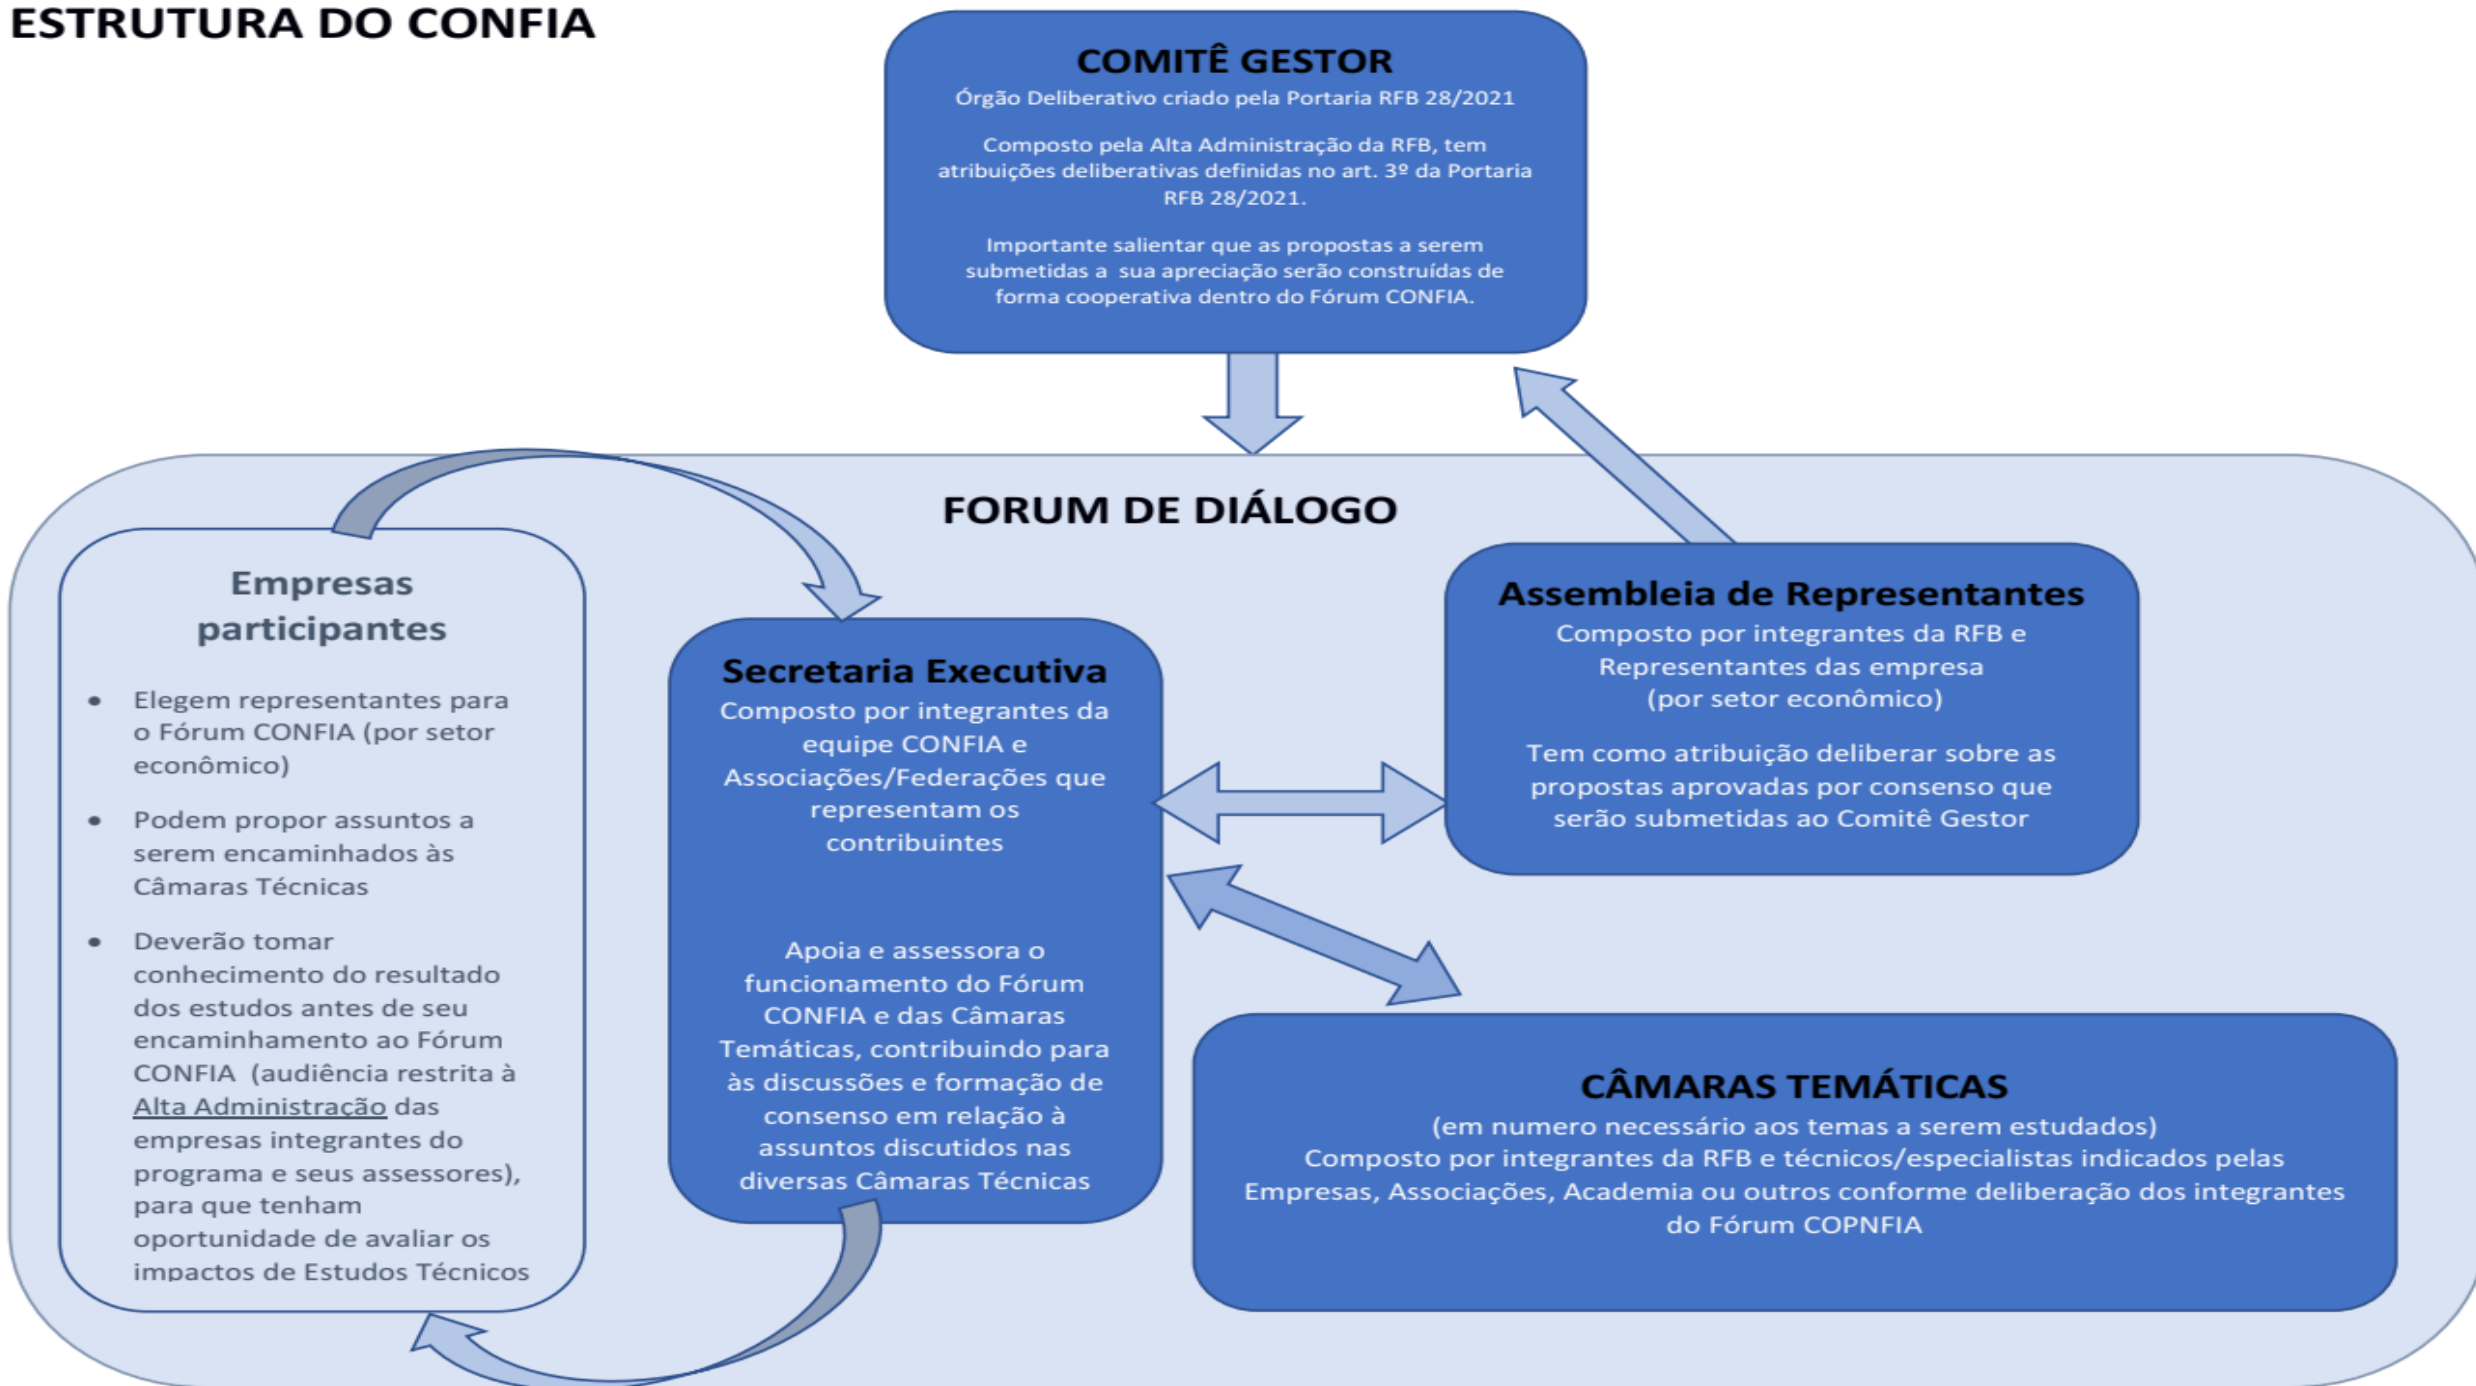 ESTRUTURA DO CONFIA
COMITÊ GESTOR
Órgão Deliberativo criado pela Portaria RFB 28/2021
Composto pela Alta Administração da RFB, tem
atribuições deliberativas definidas no art. 3º da Portaria
RFB 28/2021.
Importante salientar que as propostas a serem
submetidas a  sua apreciação serão construídas de
forma cooperativa dentro do Fórum CONFIA.
FORUM DE DIÁLOGO
Empresas
participantes
• Elegem representantes para
o Fórum CONFIA (por setor
econômico)
• Podem propor assuntos a
serem encaminhados às
Câmaras Técnicas
• Deverão tomar
conhecimento do resultado
dos estudos antes de seu
encaminhamento ao Fórum
CONFIA  (audiência restrita à
Alta Administração das
empresas integrantes do
programa e seus assessores),
para que tenham
oportunidade de avaliar os
impactos de Estudos Técnicos
Secretaria Executiva
Composto por integrantes da
equipe CONFIA e
Associações/Federações que
representam os
contribuintes
Apoia e assessora o
funcionamento do Fórum
CONFIA e das Câmaras
Temáticas, contribuindo para
às discussões e formação de
consenso em relação à
assuntos discutidos nas
diversas Câmaras Técnicas
Assembleia de Representantes
Composto por integrantes da RFB e
Representantes das empresa
(por setor econômico)
Tem como atribuição deliberar sobre as
propostas aprovadas por consenso que
serão submetidas ao Comitê Gestor
CÂMARAS TEMÁTICAS
(em numero necessário aos temas a serem estudados)
Composto por integrantes da RFB e técnicos/especialistas indicados pelas
Empresas, Associações, Academia ou outros conforme deliberação dos integrantes
do Fórum COPNFIA